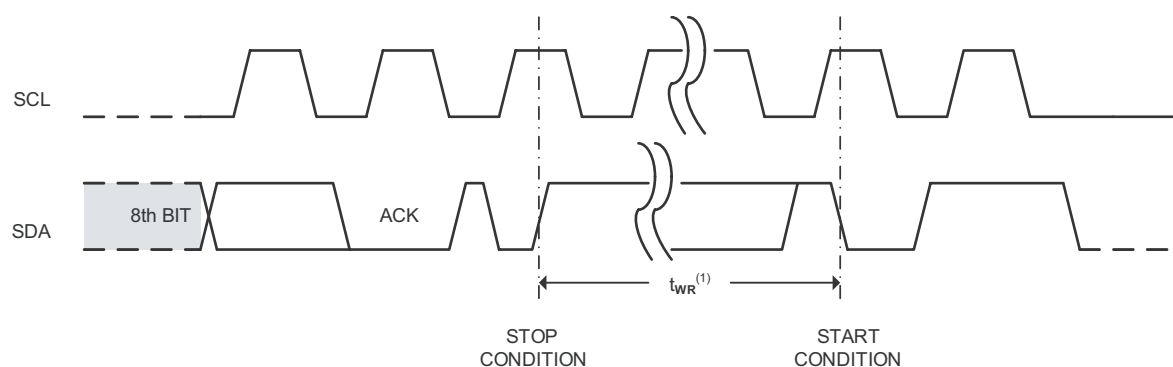 SCL
8th BIT
ACK
SDA
tWR(1)
STOP
CONDITION
START
CONDITION